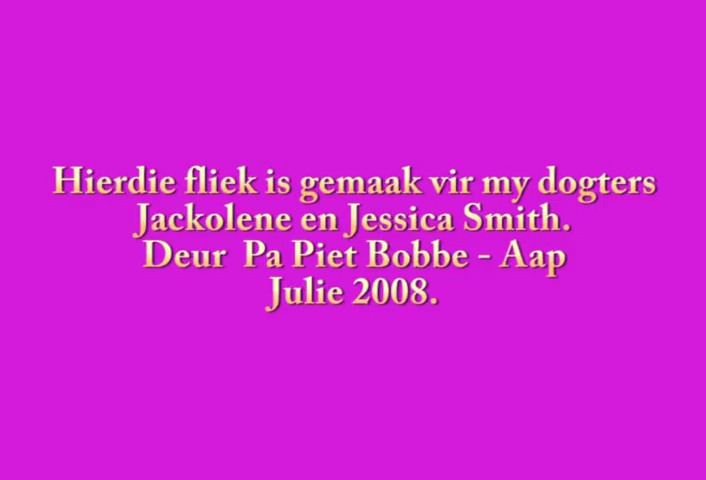 Hierdie fliek is gemaak vir my dogters
Jackolene en Jessica Smith.
Deur Pa Piet Bobbe - Aap
Julie 2008.